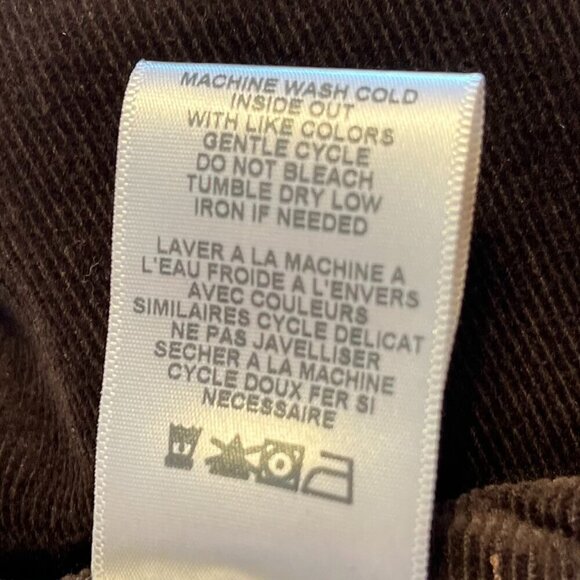 MACHINE WASH COLD
INSIDE OUT
WITH LIKE COLORS
GENTLE CYCLE
DO NOT BLEACH
TUMBLE DRY LOW
IRON IF NEEDED
LAVER A LA MACHINE A
L'EAU FROIDE A L'ENVERS
AVEC COULEURS
SIMILAIRES CYCLE DELICAT
NE PAS JAVELLISER
SECHER A LA MACHINE
CYCLE DOUX FER SI
NECESSAIRE